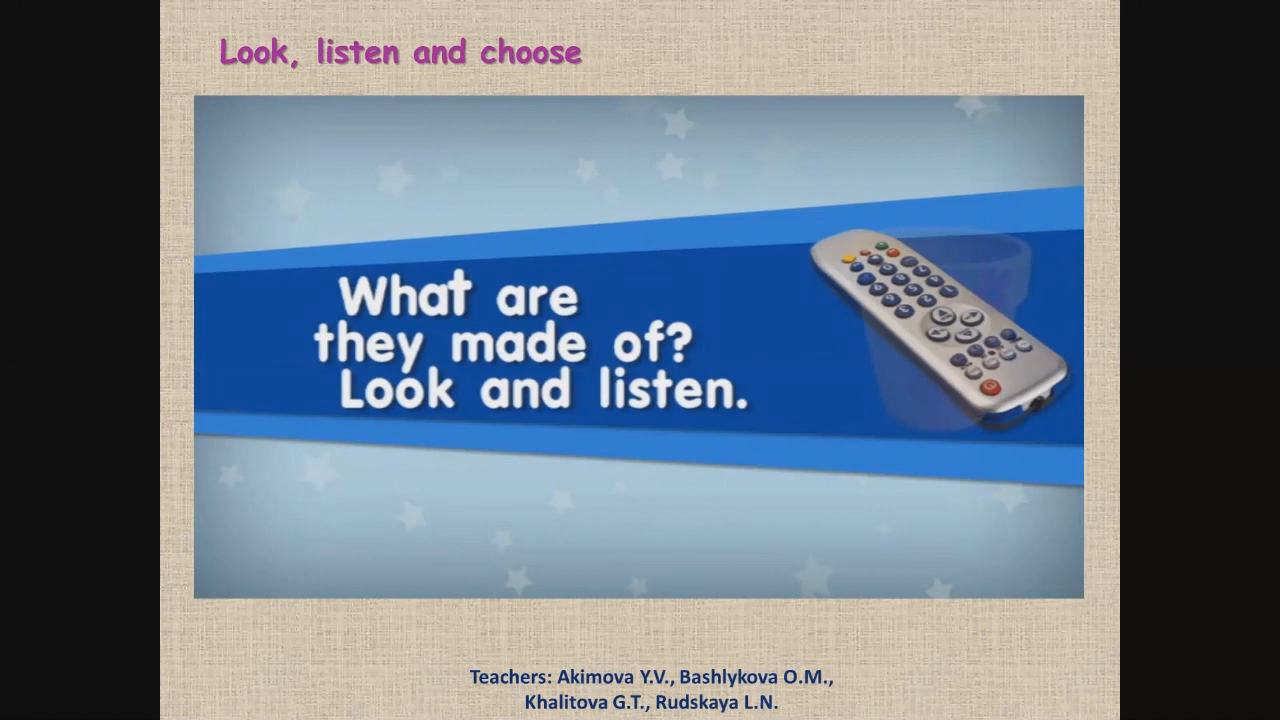 Look, listen and choose
What are
they made of?
Look and listen.
Teachers: Akimova Y.V., Bashlykova O.M.,
Khalitova G.T., Rudskaya L.N.